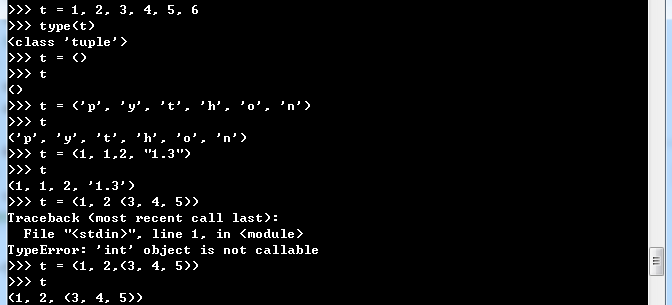 >>> t = 1, 2, 3, 4, 5, 6
>>> type(t)
<class 'tuple'>
>>> t = ()
>>> t
()
>>> t = ('p', 'y', 't', 'h', 'o', 'n')
>>> t
('p', 'y', 't', 'h', 'o', 'n')
>>> t = (1, 1,2, "1.3")
>>> t
(1, 1, 2, '1.3')
>>> t = (1, 2 (3, 4, 5))
Traceback (most recent call last):
  File "<stdin>", line 1, in <module>
TypeError: 'int' object is not callable
>>> t = (1, 2,(3, 4, 5))
>>> t
(1, 2, (3, 4, 5))